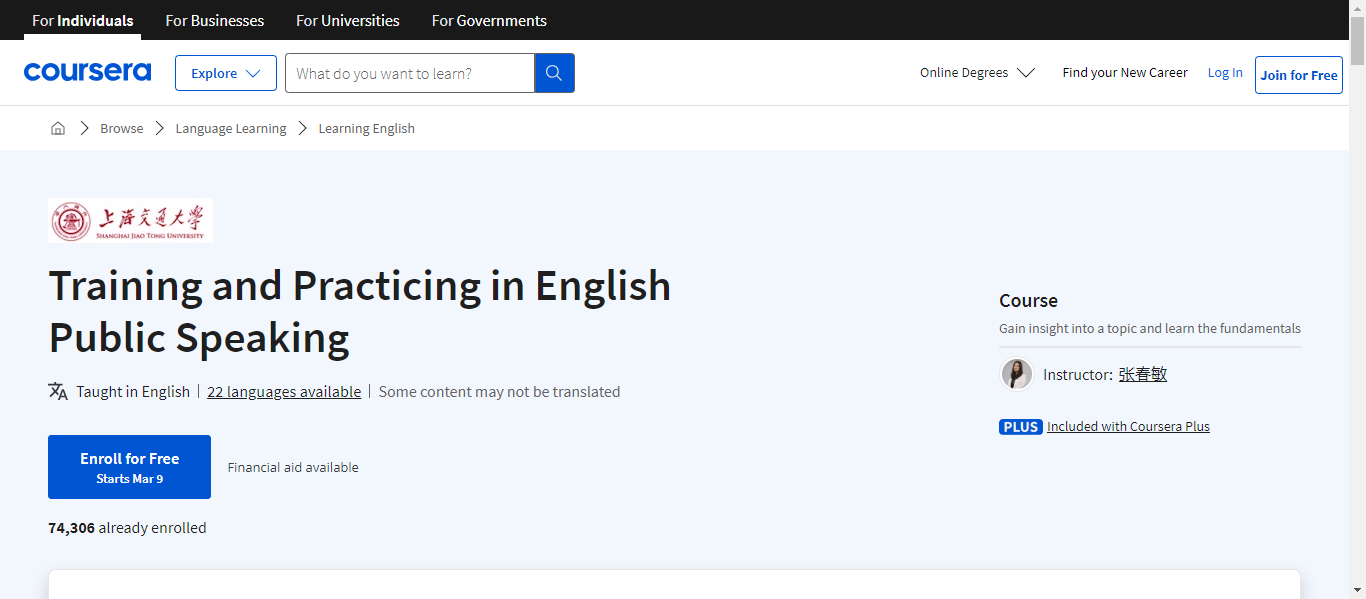 For Individuals For Businesses For Universities For Governments
coursera Explore What do you want to learn? Online Degrees Find your New Career Log In Join for Free
Browse Language Learning Learning English
上海交通大学
SHANGHAI JIAO TONG UNIVERSITY
Training and Practicing in English
Public Speaking
Taught in English | 22 languages available | Some content may not be translated
Enroll for Free
Starts Mar 9
Financial aid available
74,306 already enrolled
Course
Gain insight into a topic and learn the fundamentals
Instructor: 张春敏
PLUS Included with Coursera Plus